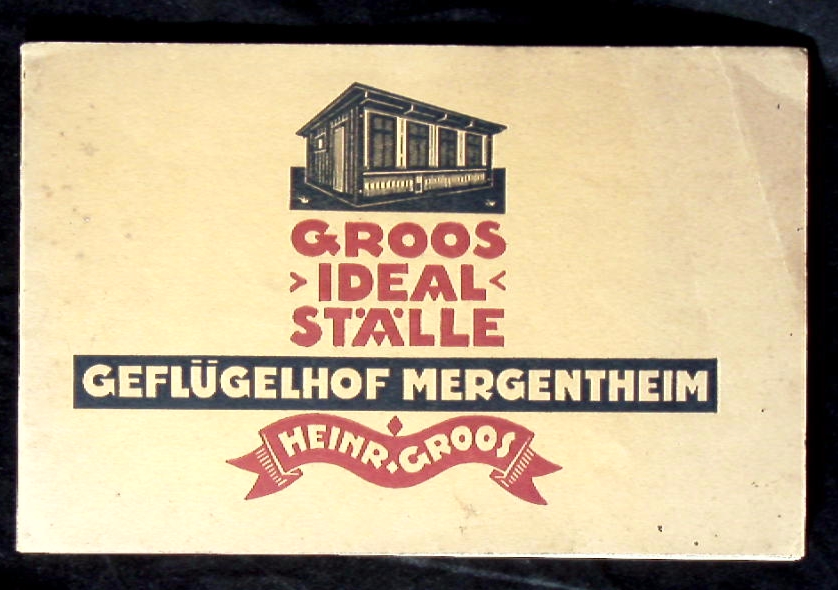 GROOS
>IDEAL<
STÄLLE
GEFLÜGELHOF MERGENTHEIM
HEINR. GROOS